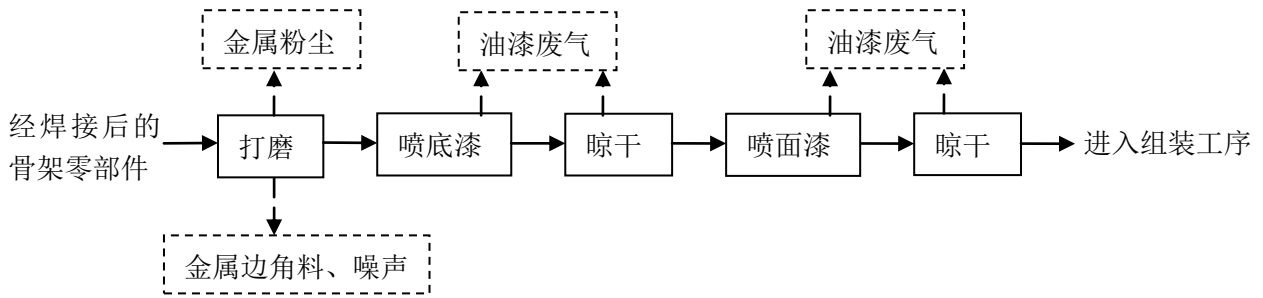 金属粉尘
油漆废气
油漆废气
经焊接后的
骨架零部件
打磨
喷底漆
晾干
喷面漆
晾干
进入组装工序
金属边角料、噪声